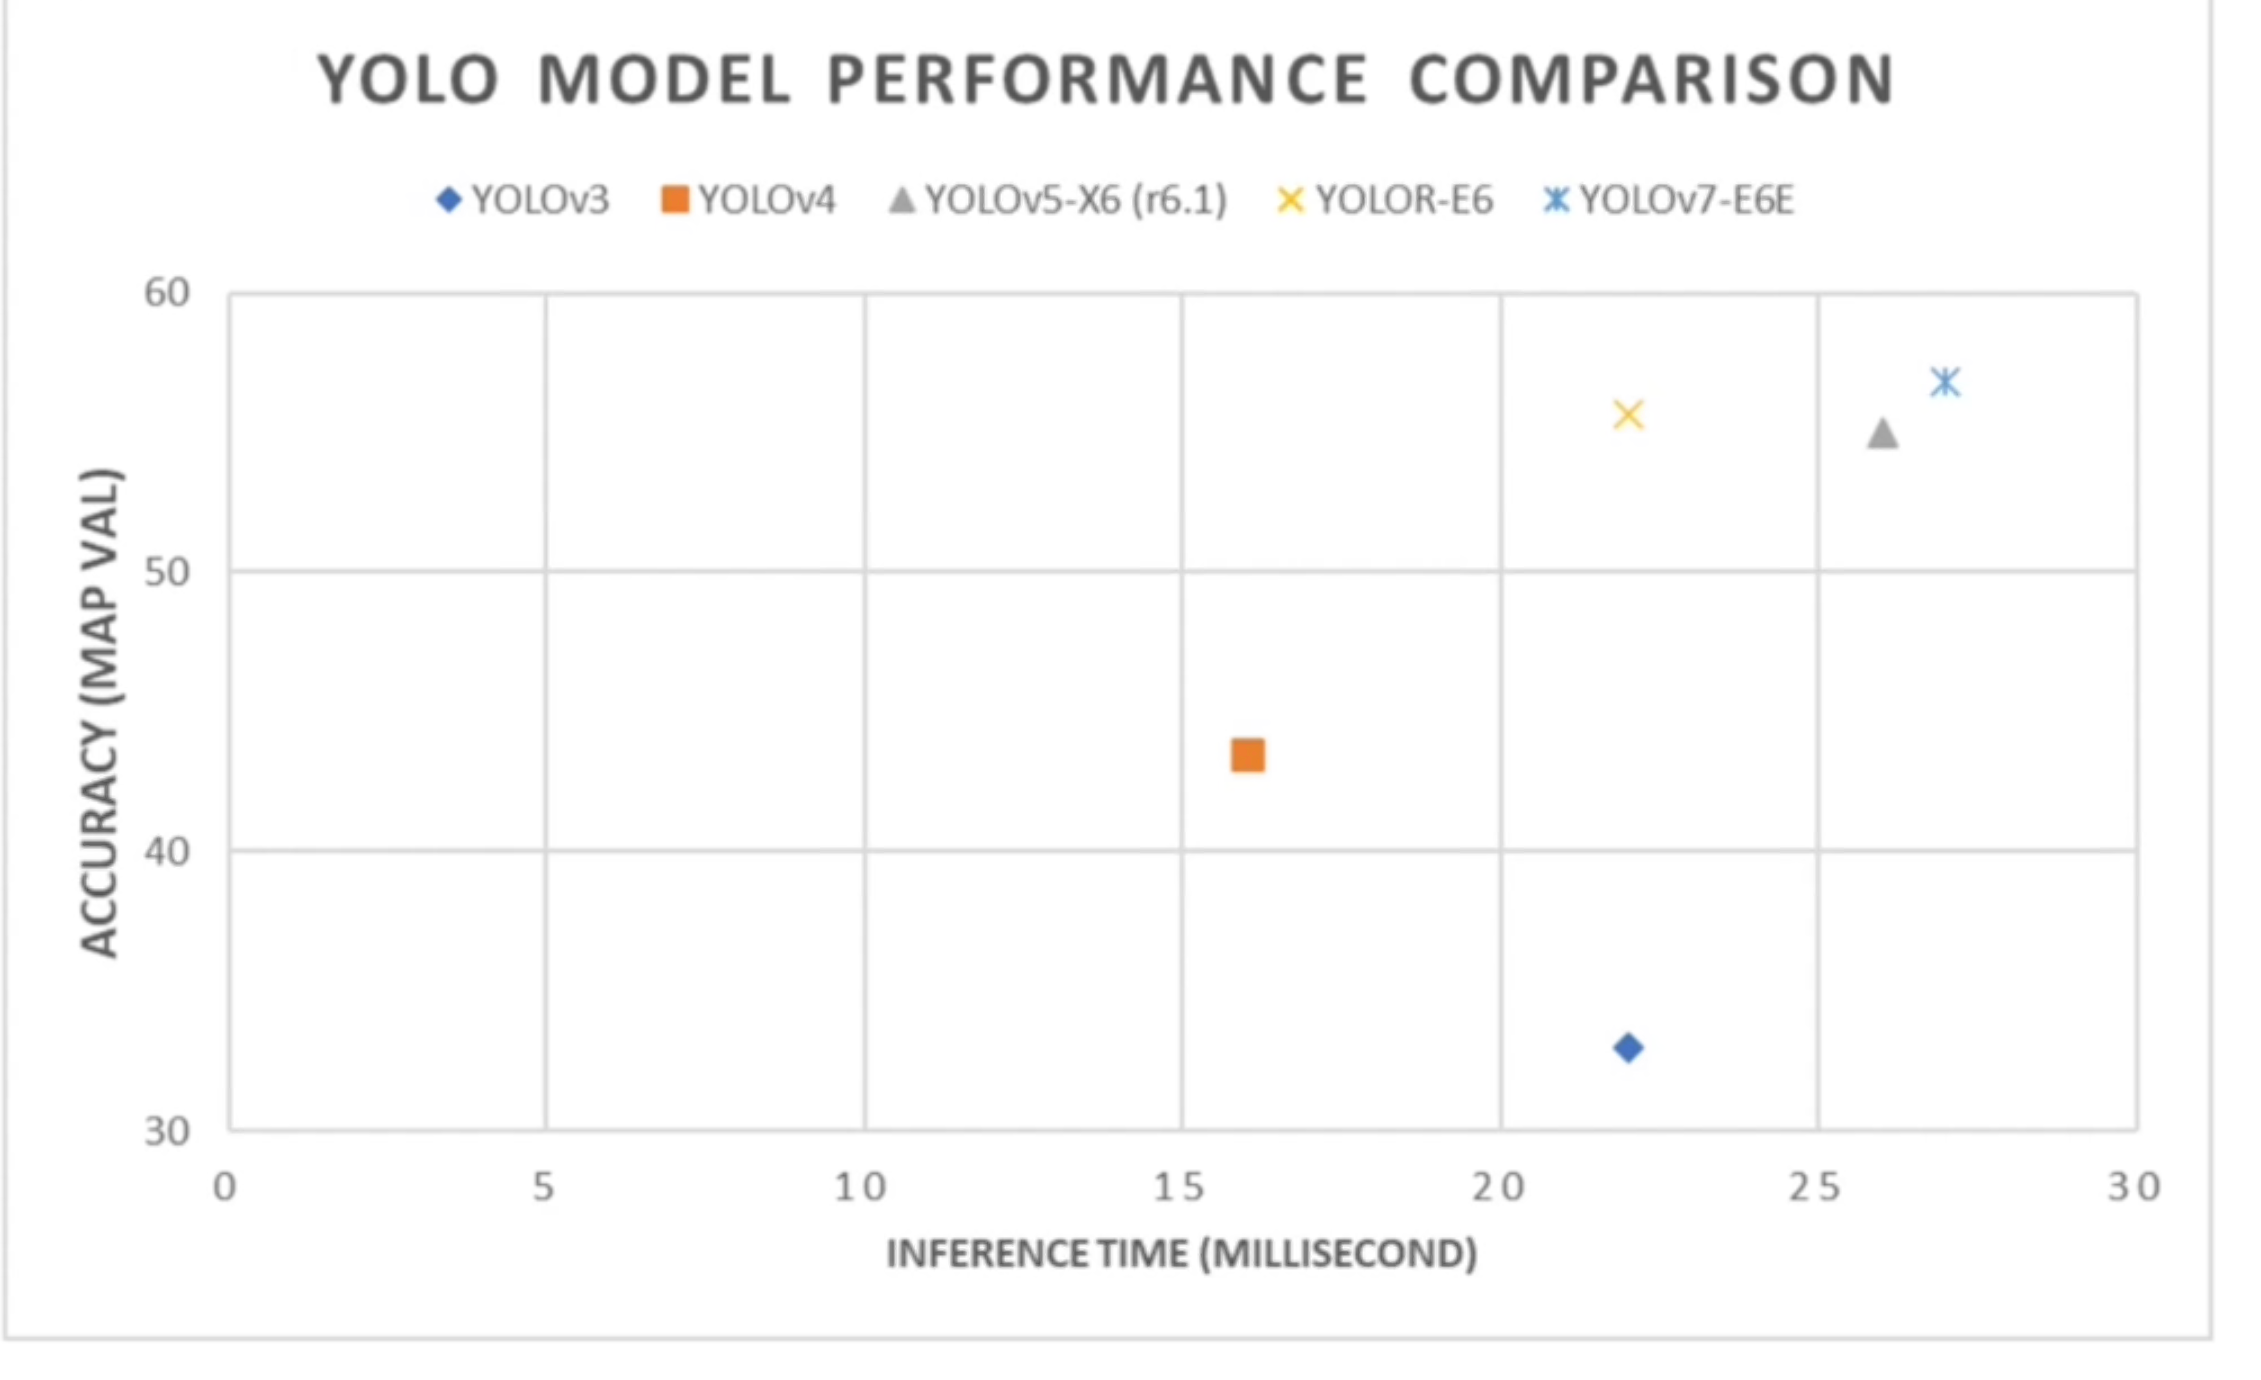 YOLO MODEL PERFORMANCE COMPARISON
YOLOv3 YOLOv4 YOLOv5-X6 (r6.1) YOLOR-E6 YOLOv7-E6E
60
50
40
30
ACCURACY (MAP VAL)
0 5 10 15 20 25 30
INFERENCE TIME (MILLISECOND)